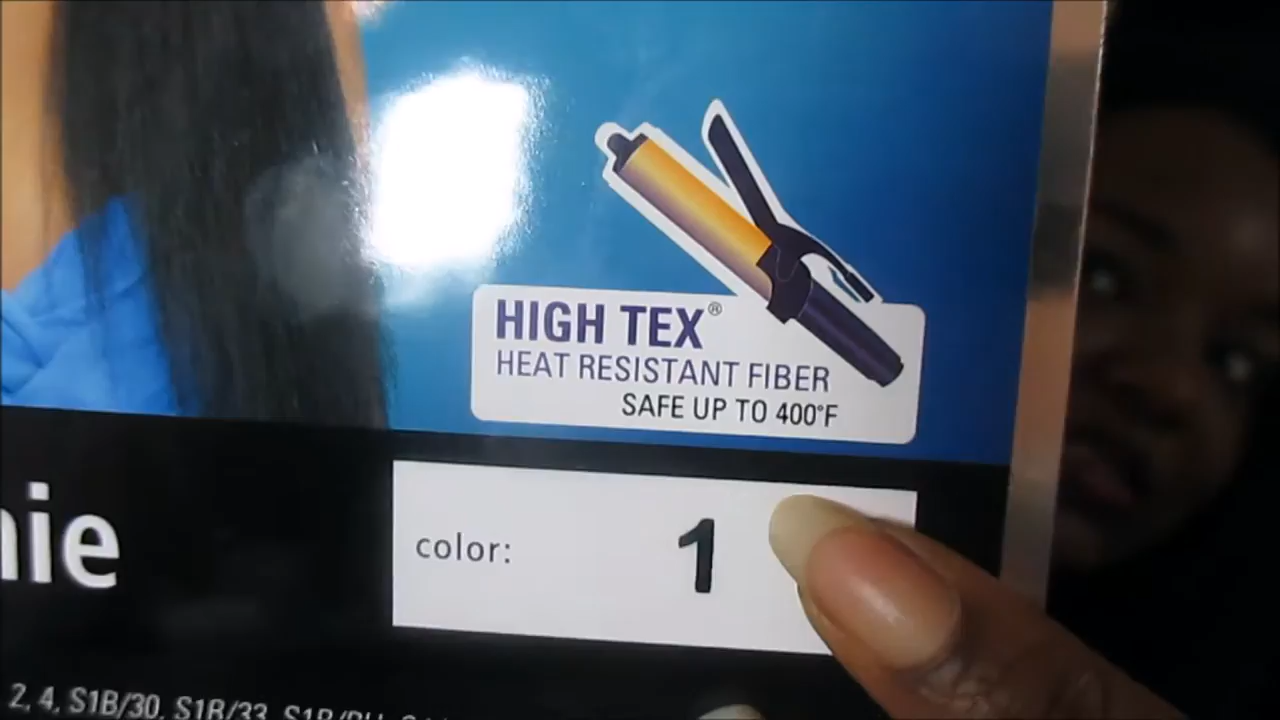 HIGH TEX®
HEAT RESISTANT FIBER
SAFE UP TO 400°F
nie
color: 1
2, 4, S1B/30, S1B/33,